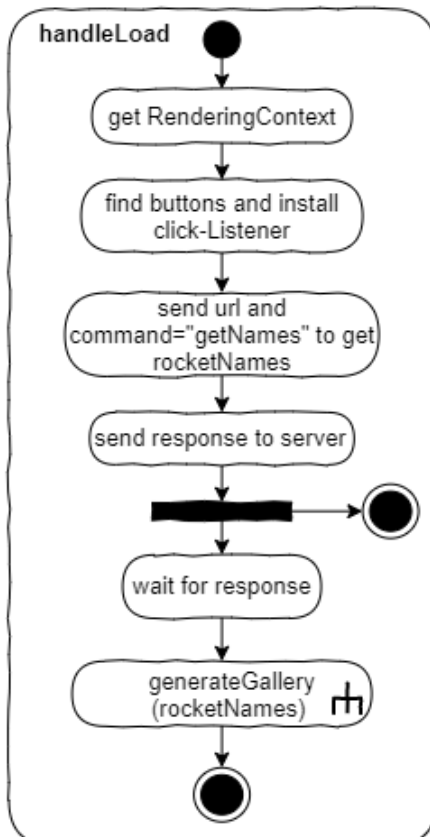 handleLoad
get RenderingContext
find buttons and install
click-Listener
send url and
command="getNames" to get
rocketNames
send response to server
wait for response
generateGallery
(rocketNames)